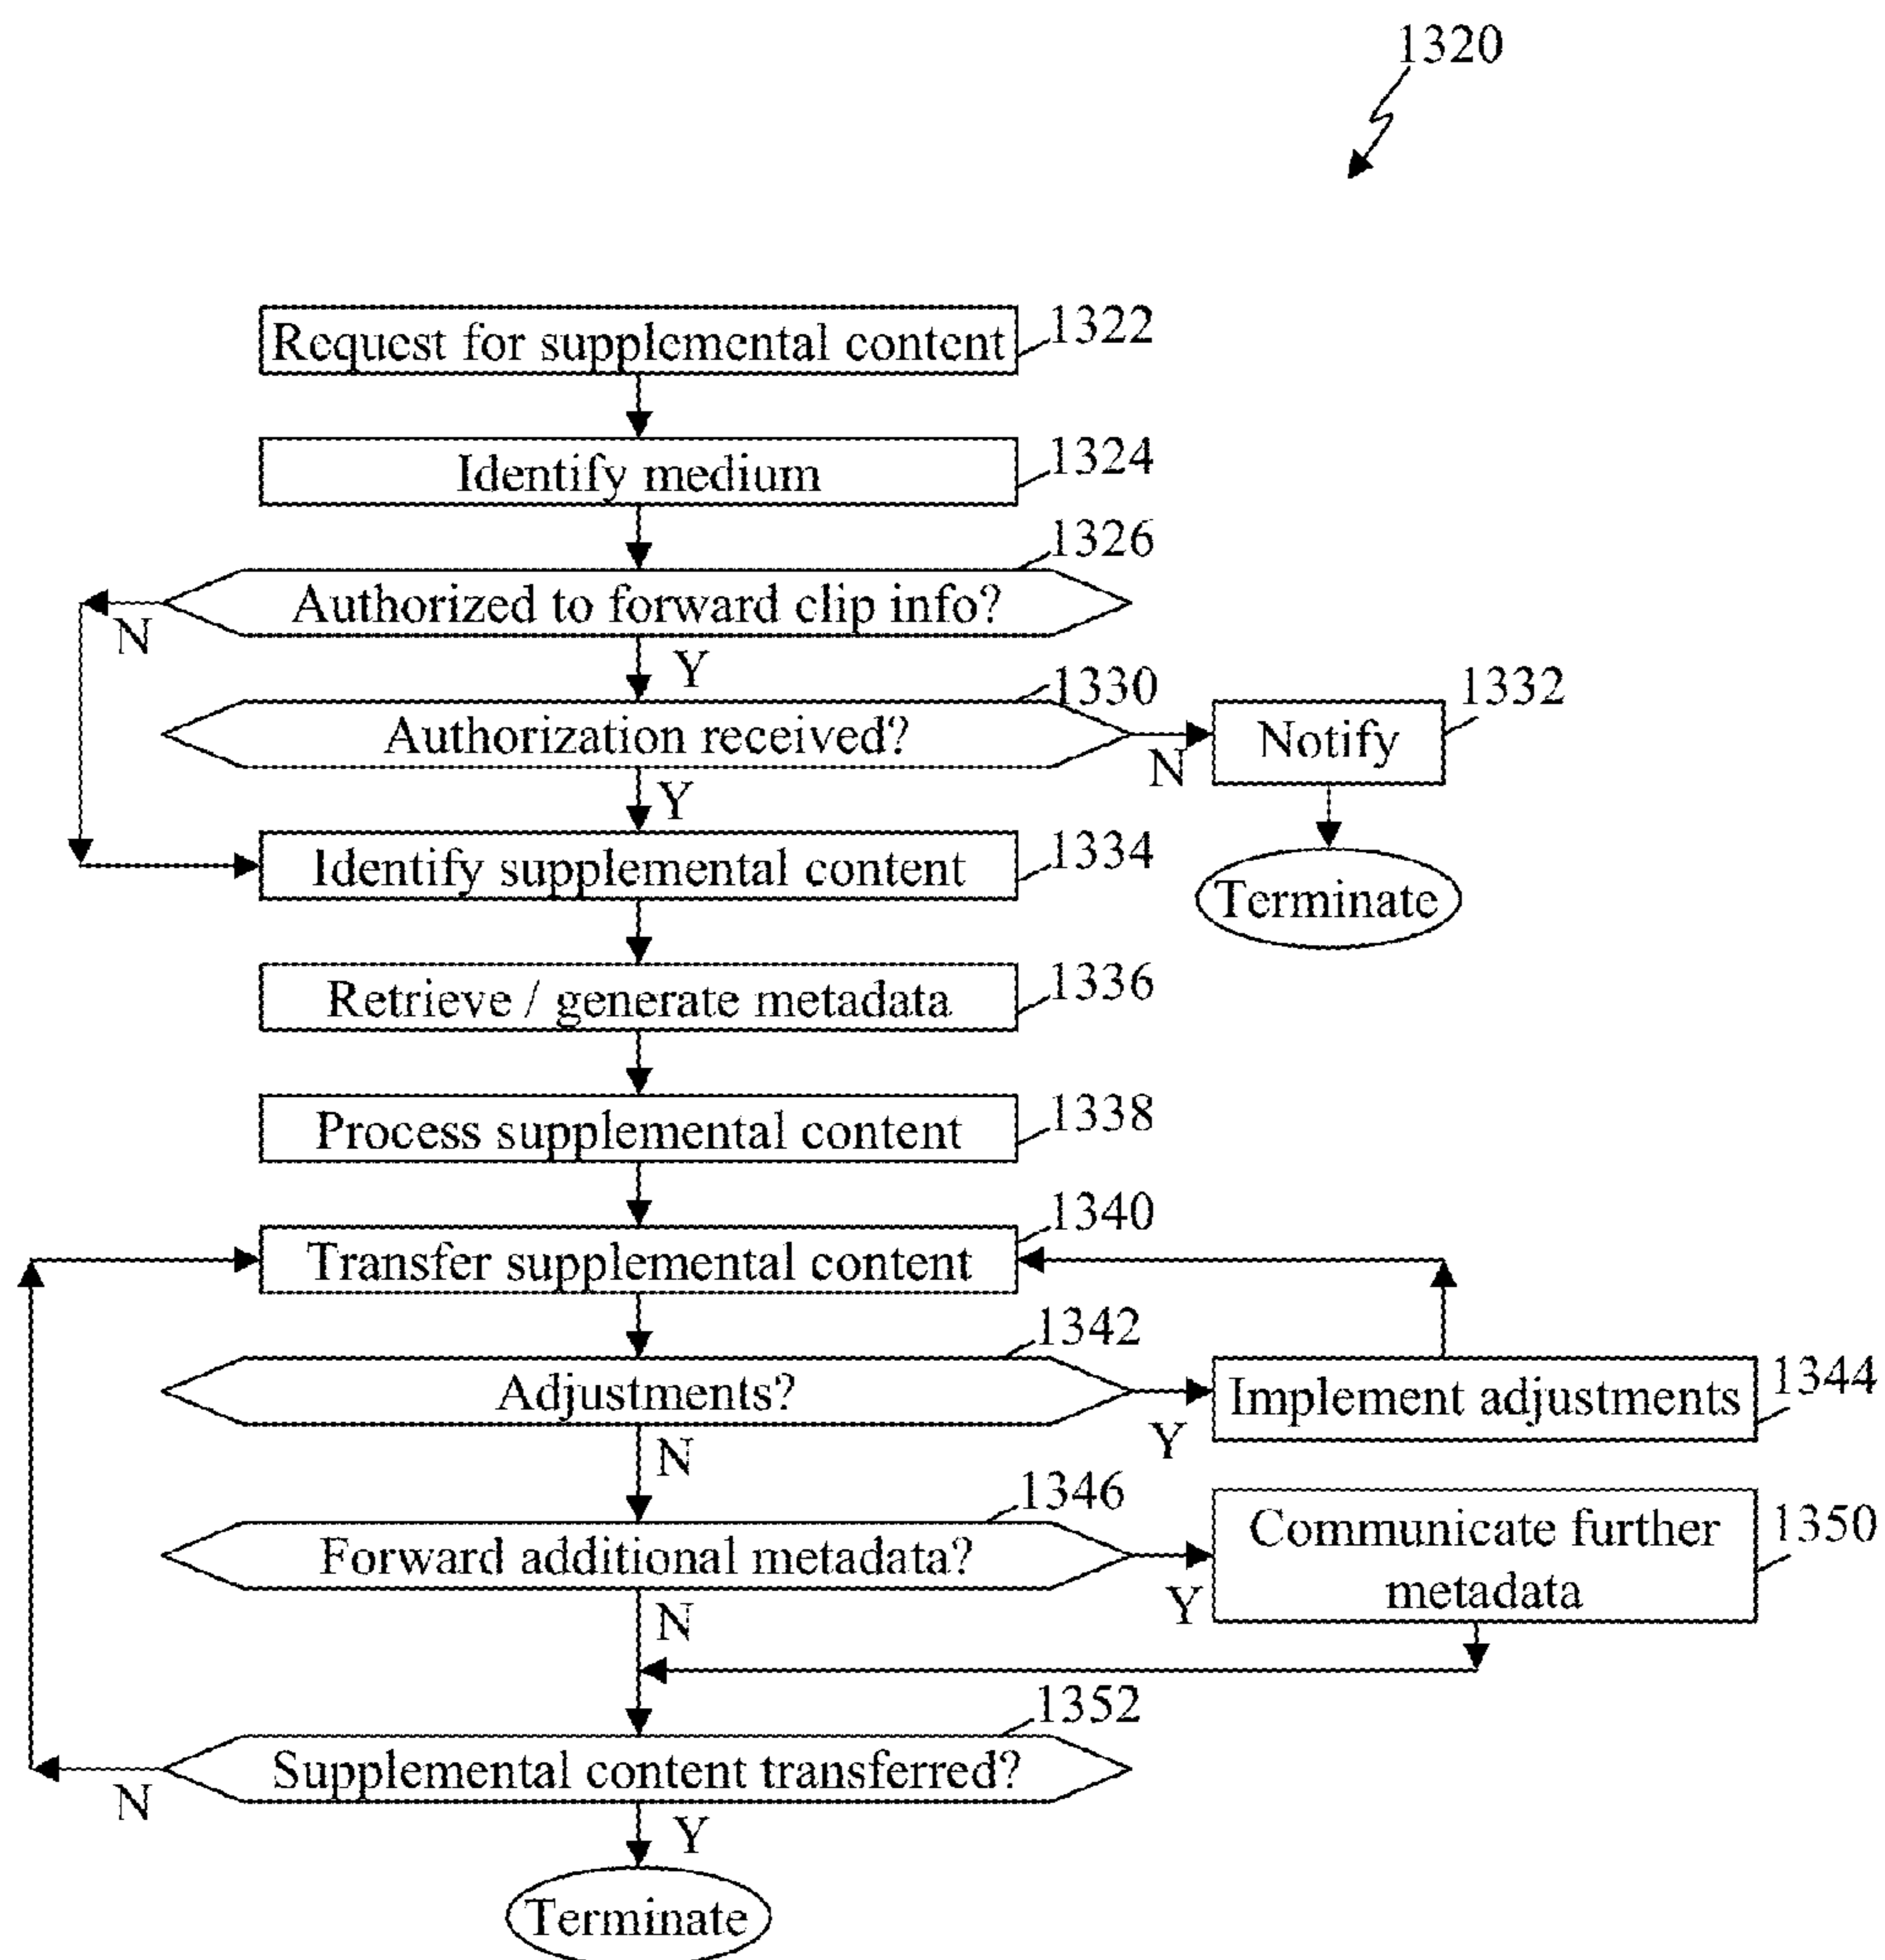 1320
Request for supplemental content
1322
Identify medium
1324
1326
Authorized to forward clip info?
N
Y
1330
Authorization received?
N
Notify
1332
Y
Identify supplemental content
1334
Terminate
Retrieve / generate metadata
1336
Process supplemental content
1338
1340
Transfer supplemental content
1342
Adjustments?
Y
Implement adjustments
1344
N
1346
Forward additional metadata?
Y
Communicate further
metadata
1350
N
1352
Supplemental content transferred?
N
Y
Terminate